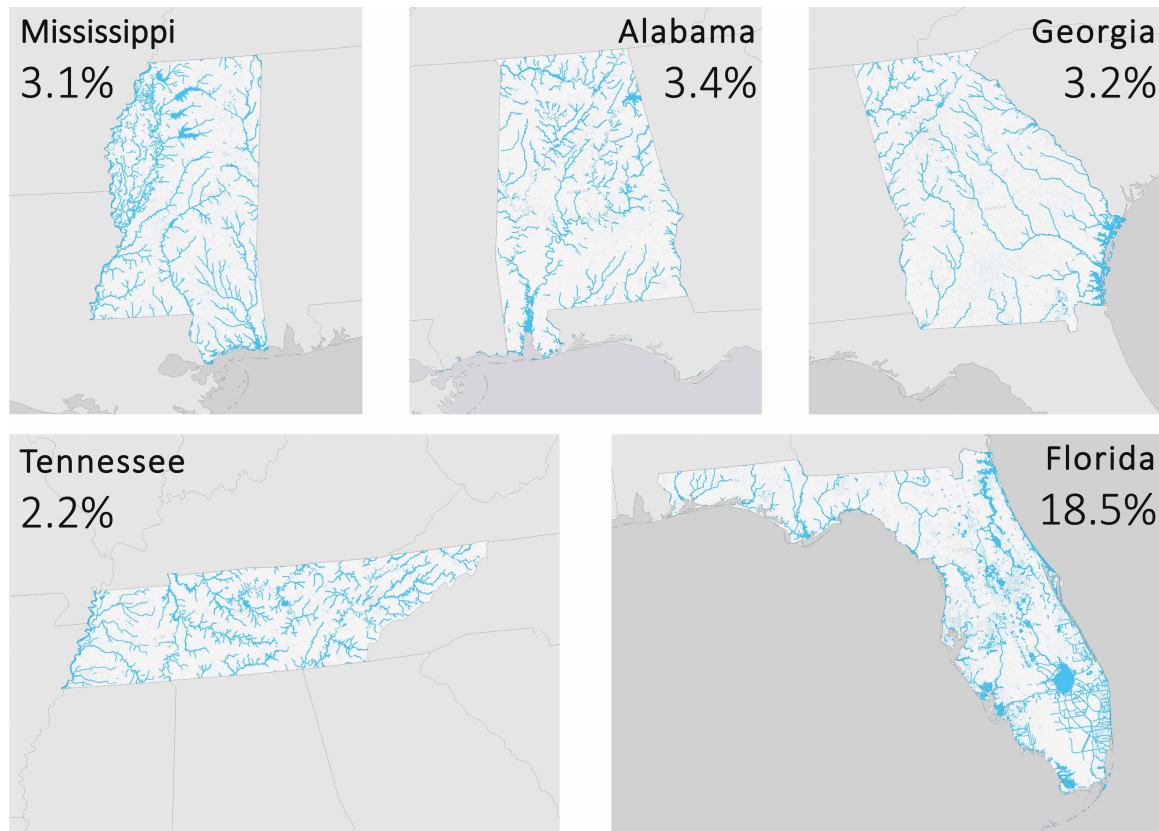 Mississippi
3.1%
Alabama
3.4%
Georgia
3.2%
Tennessee
2.2%
Florida
18.5%